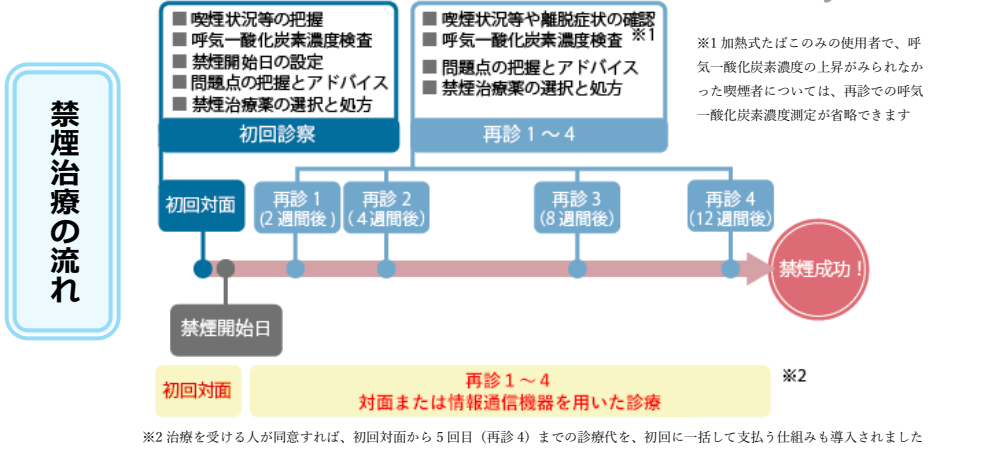 禁煙治療の流れ
■ 喫煙状況等の把握
■ 呼気一酸化炭素濃度検査
■ 禁煙開始日の設定
■ 問題点の把握とアドバイス
■ 禁煙治療薬の選択と処方
初回診察
■ 喫煙状況等や離脱症状の確認
■ 呼気一酸化炭素濃度検査 ※1
■ 問題点の把握とアドバイス
■ 禁煙治療薬の選択と処方
再診 1 ~ 4
※1 加熱式たばこのみの使用者で、呼
気一酸化炭素濃度の上昇がみられなか
った喫煙者については、再診での呼気
一酸化炭素濃度測定が省略できます
初回対面
再診 1
(2 週間後 )
再診 2
( 4 週間後)
再診 3
(8 週間後)
再診 4
(12 週間後)
禁煙成功!
禁煙開始日
初回対面
再診 1 ~ 4
対面または情報通信機器を用いた診療
※2
※2 治療を受ける人が同意すれば、初回対面から 5 回目(再診 4)までの診療代を、初回に一括して支払う仕組みも導入されました